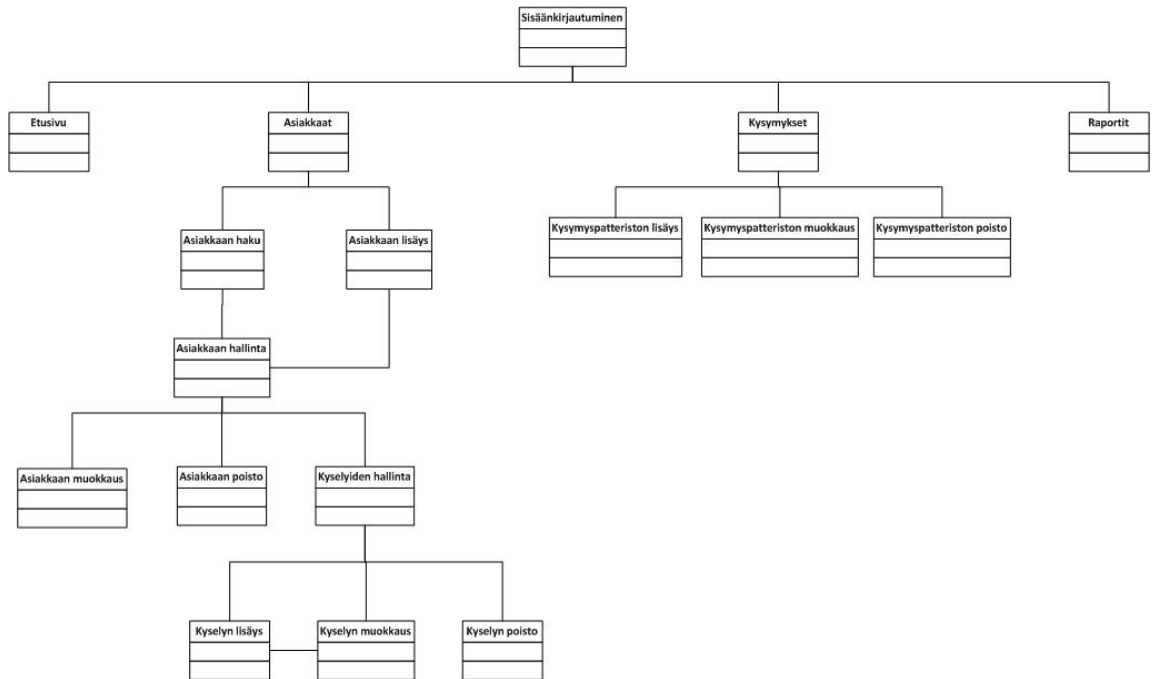 Sisäänkirjautuminen
Etusivu
Asiakkaat
Kysymykset
Raportit
Asiakkaan haku
Asiakkaan lisäys
Kysymyspatteriston lisäys
Kysymyspatteriston muokkaus
Kysymyspatteriston poisto
Asiakkaan hallinta
Asiakkaan muokkaus
Asiakkaan poisto
Kyselyiden hallinta
Kyselyn lisäys
Kyselyn muokkaus
Kyselyn poisto